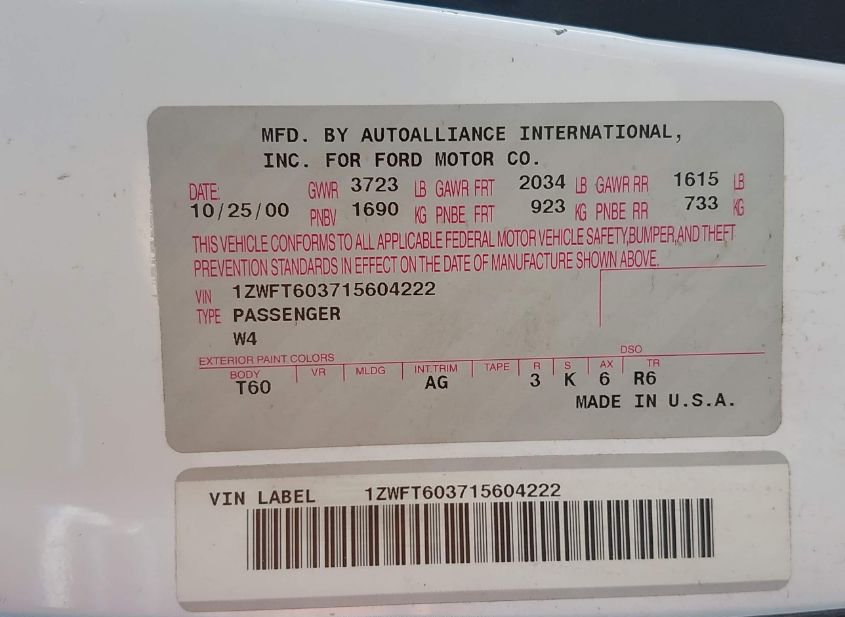 MFD. BY AUTOALLIANCE INTERNATIONAL,
INC. FOR FORD MOTOR CO.
DATE: GVWR 3723 LB GAWR FRT 2034 LB GAWR RR 1615 LB
10/25/00 PNBV 1690 KG PNBE FRT 923 KG PNBE RR 733 KG
THIS VEHICLE CONFORMS TO ALL APPLICABLE FEDERAL MOTOR VEHICLE SAFETY, BUMPER, AND THEFT
PREVENTION STANDARDS IN EFFECT ON THE DATE OF MANUFACTURE SHOWN ABOVE.
VIN 1ZWFT603715604222
TYPE PASSENGER
W4
EXTERIOR PAINT COLORS DSO
BODY VR MLDG INT.TRIM TAPE R S AX TR
T60 AG 3 K 6 R6
MADE IN U.S.A.
VIN LABEL 1ZWFT603715604222